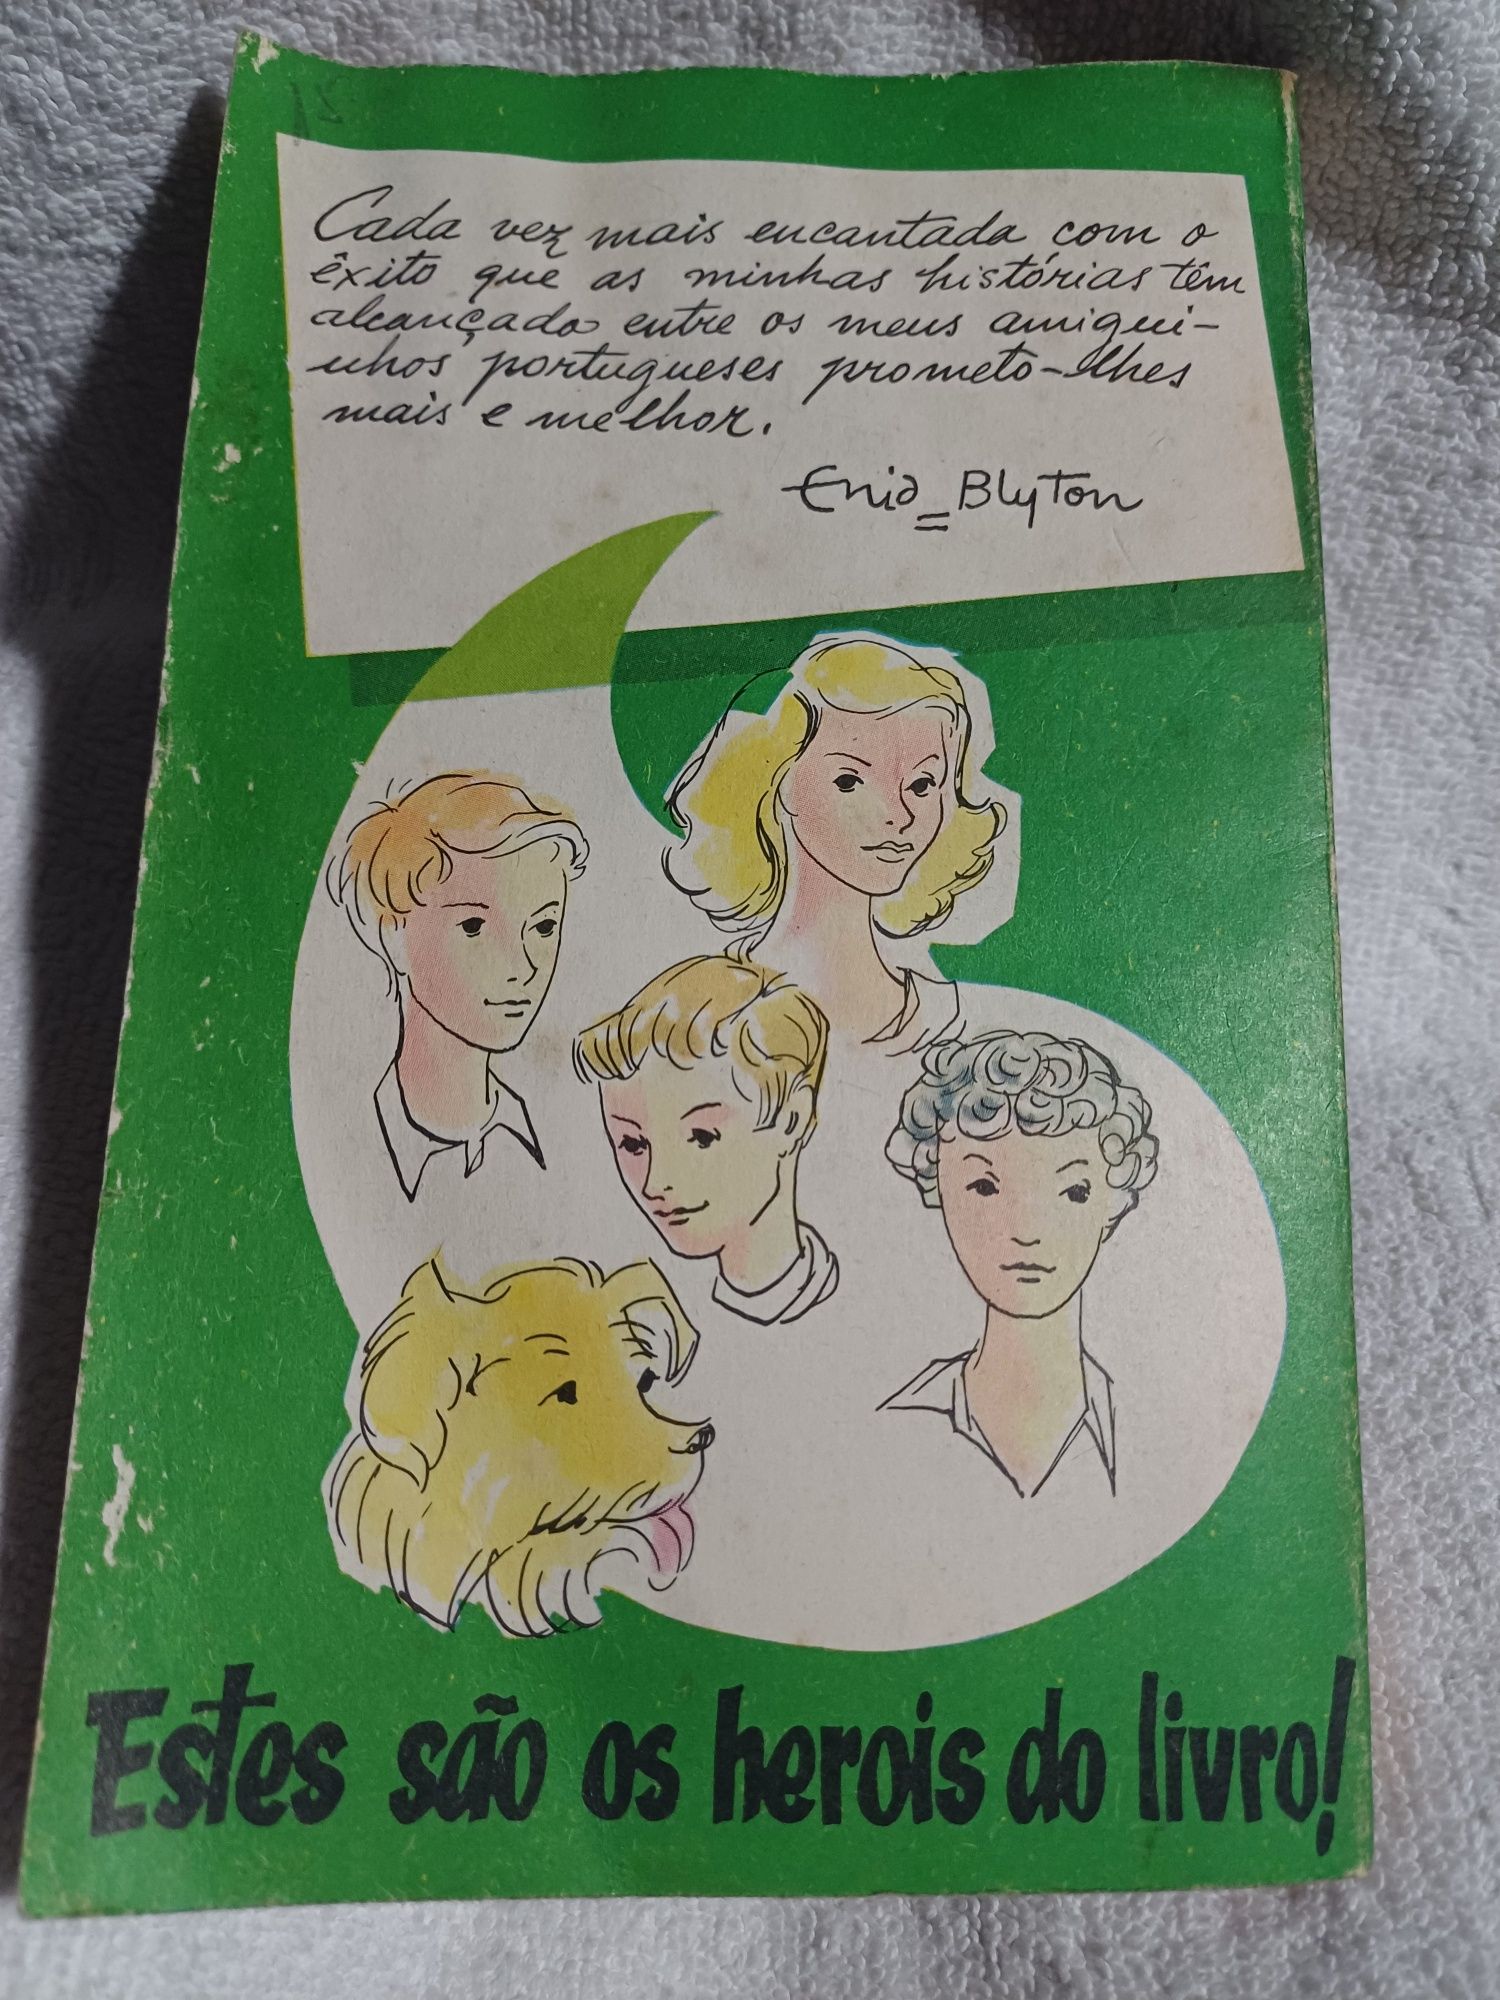 Cada vez mais encantada com o
êxito que as minhas histórias têm
alcançado entre os meus amigui-
nhos portugueses prometo-lhes
mais e melhor.
Enid Blyton
Estes são os herois do livro!